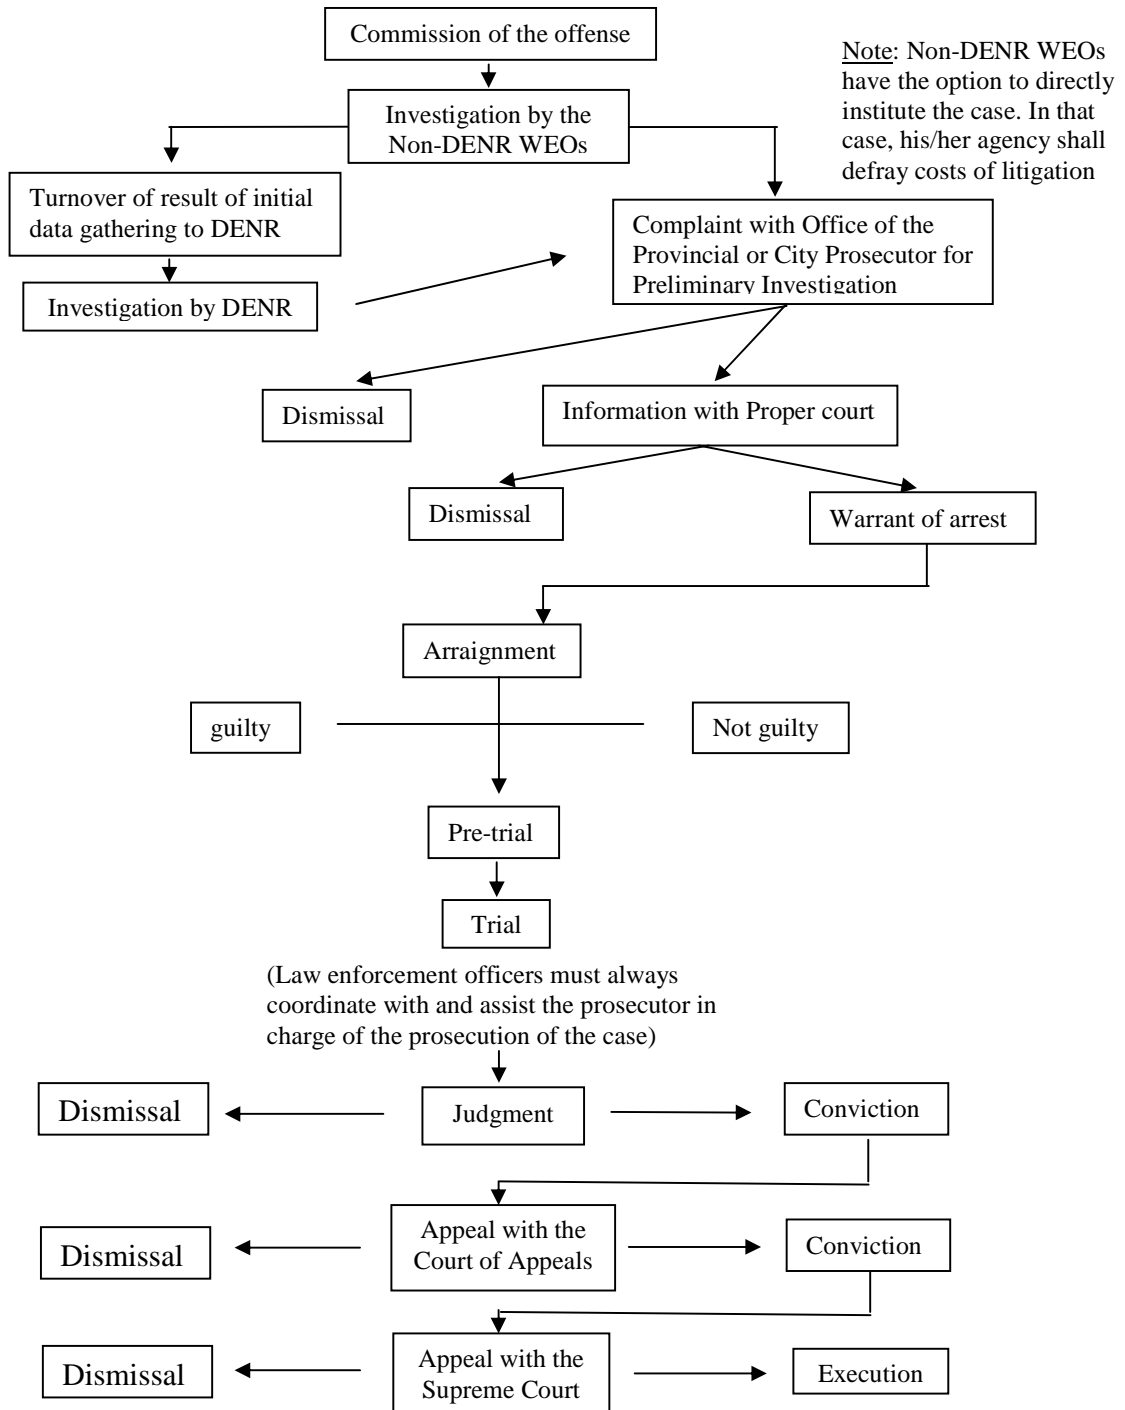 Commission of the offense
Note: Non-DENR WEOs
have the option to directly
institute the case. In that
case, his/her agency shall
defray costs of litigation
Investigation by the
Non-DENR WEOs
Turnover of result of initial
data gathering to DENR
Complaint with Office of the
Provincial or City Prosecutor for
Preliminary Investigation
Investigation by DENR
Dismissal
Information with Proper court
Dismissal
Warrant of arrest
Arraignment
guilty
Not guilty
Pre-trial
Trial
(Law enforcement officers must always
coordinate with and assist the prosecutor in
charge of the prosecution of the case)
Dismissal
Judgment
Conviction
Dismissal
Appeal with the
Court of Appeals
Conviction
Dismissal
Appeal with the
Supreme Court
Execution